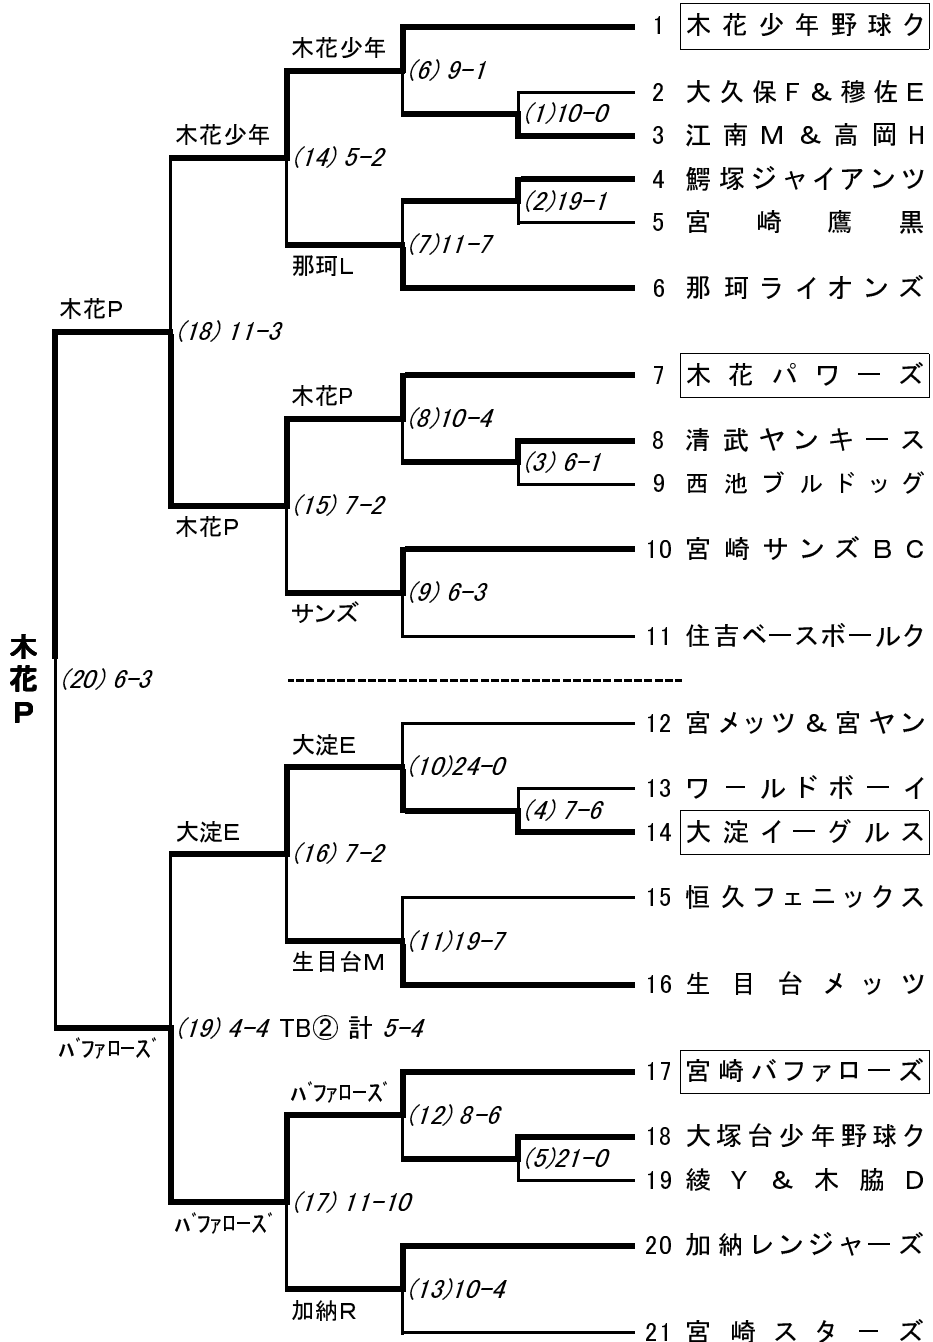 1 木花少年野球ク
木花少年
(6) 9-1
2 大久保F&穆佐E
(1)10-0
木花少年
3 江南M&高岡H
(14) 5-2
4 鰐塚ジャイアンツ
(2)19-1
5 宮崎鷹黒
(7)11-7
那珂L
6 那珂ライオンズ
木花P
(18) 11-3
7 木花パワーズ
木花P
(8)10-4
8 清武ヤンキース
(3) 6-1
9 西池ブルドッグ
(15) 7-2
木花P
10 宮崎サンズBC
(9) 6-3
サンズ
11 住吉ベースボールク
木花P
(20) 6-3
12 宮メッツ&宮ヤン
大淀E
(10)24-0
13 ワールドボーイ
(4) 7-6
大淀E
14 大淀イーグルス
(16) 7-2
15 恒久フェニックス
(11)19-7
生目台M
16 生目台メッツ
(19) 4-4 TB② 計 5-4
バファローズ
17 宮崎バファローズ
バファローズ
(12) 8-6
18 大塚台少年野球ク
(5)21-0
19 綾Y&木脇D
(17) 11-10
バファローズ
20 加納レンジャーズ
(13)10-4
加納R
21 宮崎スターズ